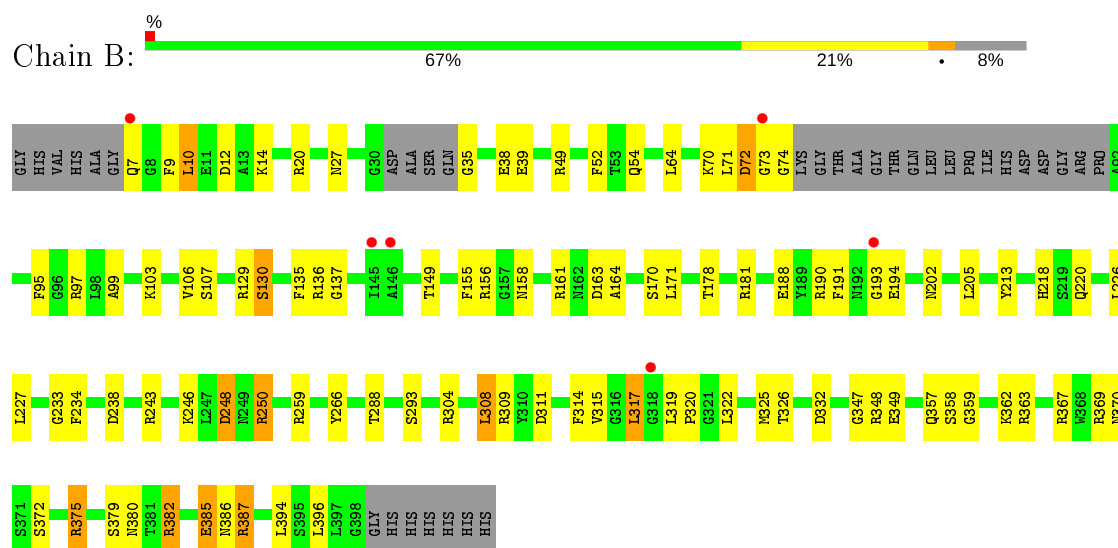 %
Chain B:
67% 21% • 8%
GLY HIS VAL HIS ALA GLY Q7 G8 F9 L10 E11 D12 A13 K14 R20 N27 G30 ASP ALA SER GLN G35 E38 E39 R49 F52 T53 Q54 L64 K70 L71 D72 G73 G74 LYS GLY THR ALA GLY THR GLN LEU LEU PRO ILE HIS ASP ASP GLY ARG PRO
F95 G96 R97 L98 A99 K103 V106 S107 R129 S130 F135 R136 G137 I145 A146 T149 F155 R156 G157 N158 R161 N162 D163 A164 S170 L171 T178 R181 E188 Y189 R190 F191 N192 G193 E194 N202 L205 Y213 H218 S219 Q220 L226
L227 G233 F234 D238 R243 K246 L247 D248 N249 R250 R259 Y266 T288 S293 R304 L308 R309 Y310 D311 F314 V315 G316 L317 G318 L319 P320 G321 L322 M325 T326 D332 G347 R348 E349 Q357 S358 G359 K362 R363 R367 W368 R369 N370
S371 S372 R375 S379 N380 T381 R382 E385 N386 R387 L394 S395 L396 L397 G398 GLY HIS HIS HIS HIS HIS HIS